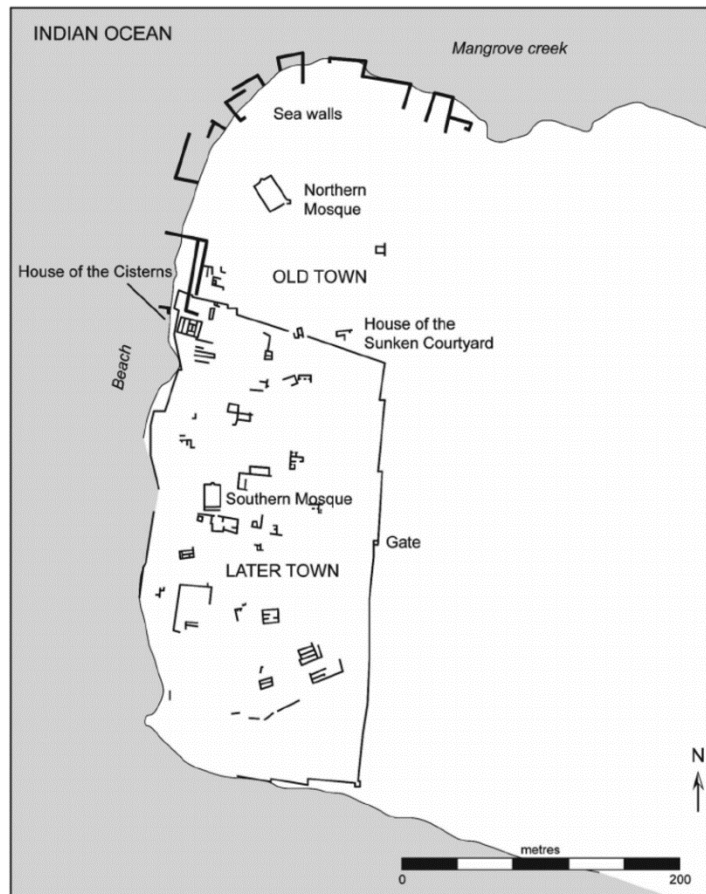 INDIAN OCEAN
Mangrove creek
Sea walls
Northern
Mosque
House of the Cisterns
OLD TOWN
House of the
Sunken Courtyard
Beach
Southern Mosque
Gate
LATER TOWN
N
metres
0
200